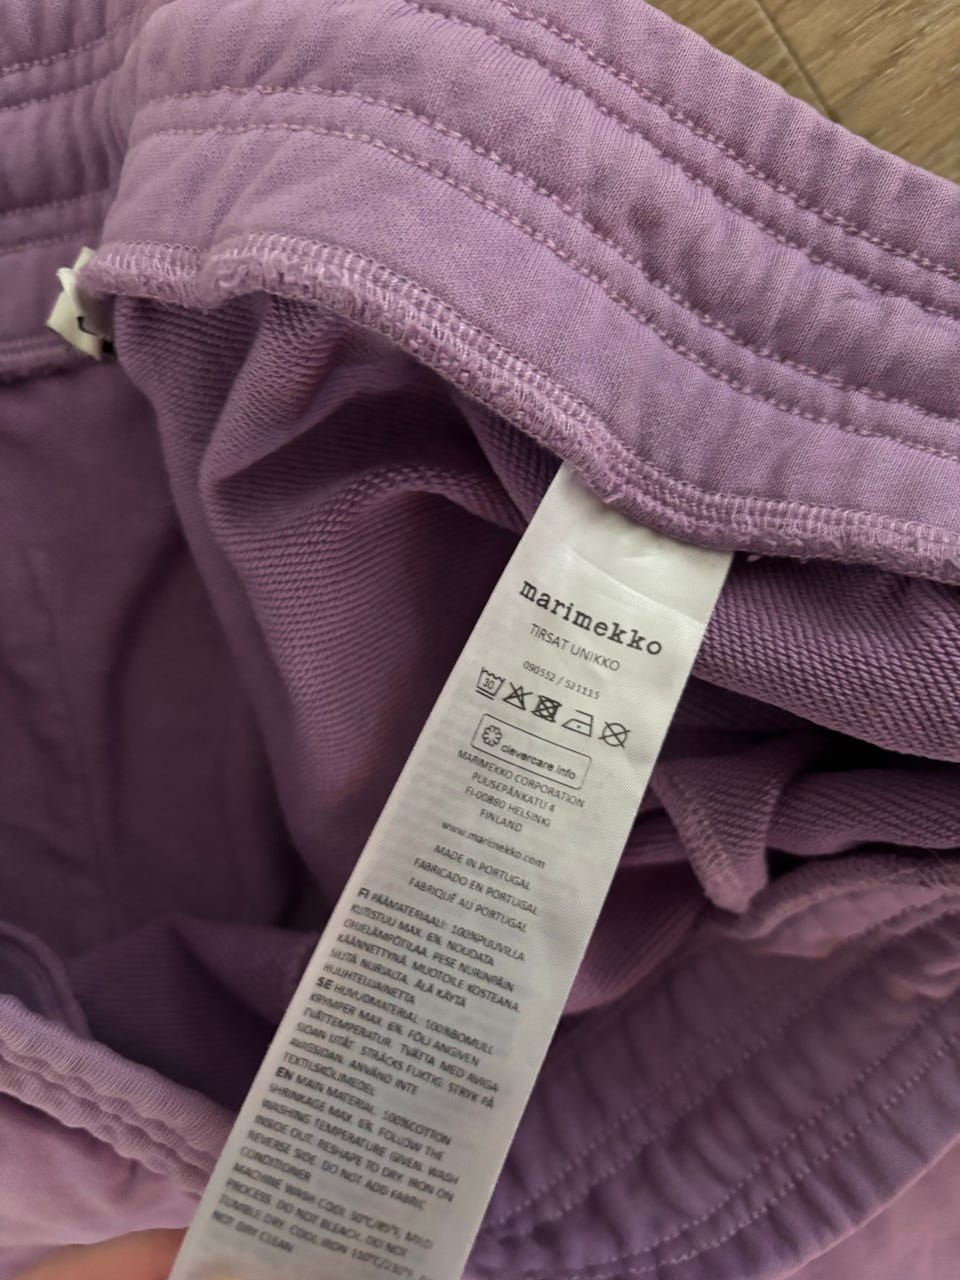 marimekko
TIRSAT UNIKKO
090552 / 521115
30
clevercare.info
MARIMEKKO CORPORATION
PUUSEPÄNKATU 4
FI-00880 HELSINKI
FINLAND
www.marimekko.com
MADE IN PORTUGAL
FABRICADO EN PORTUGAL
FABRIQUÉ AU PORTUGAL
FI PÄÄMATERIAALI: 100%PUUVILLA
KUTISTUU MAX. 6%. NOUDATA
OHJELÄMPÖTILAA. PESE NURINPÄIN
KÄÄNNETTYNÄ. MUOTOILE KOSTEANA.
SILITÄ NURJALTA. ÄLÄ KÄYTÄ
HUUHTELUAINETTA
SE HUVUDMATERIAL: 100%BOMULL
KRYMPER MAX. 6%. FÖLJ ANGIVEN
TVÄTTEMPERATUR. TVÄTTA MED AVIGA
SIDAN UTÅT. STRÄCKS FUKTIG. STRYK PÅ
AVIGSIDAN. ANVÄND INTE
TEXTILSKÖLJMEDEL
EN MAIN MATERIAL: 100%COTTON
SHRINKAGE MAX. 6%. FOLLOW THE
WASHING TEMPERATURE GIVEN. WASH
INSIDE OUT. RESHAPE TO DRY. IRON ON
REVERSE SIDE. DO NOT ADD FABRIC
CONDITIONER
MACHINE WASH COOL 30°C/85°F, MILD
PROCESS. DO NOT BLEACH. DO NOT
TUMBLE DRY. COOL IRON 110°C/230°F.
NOT DRY CLEAN